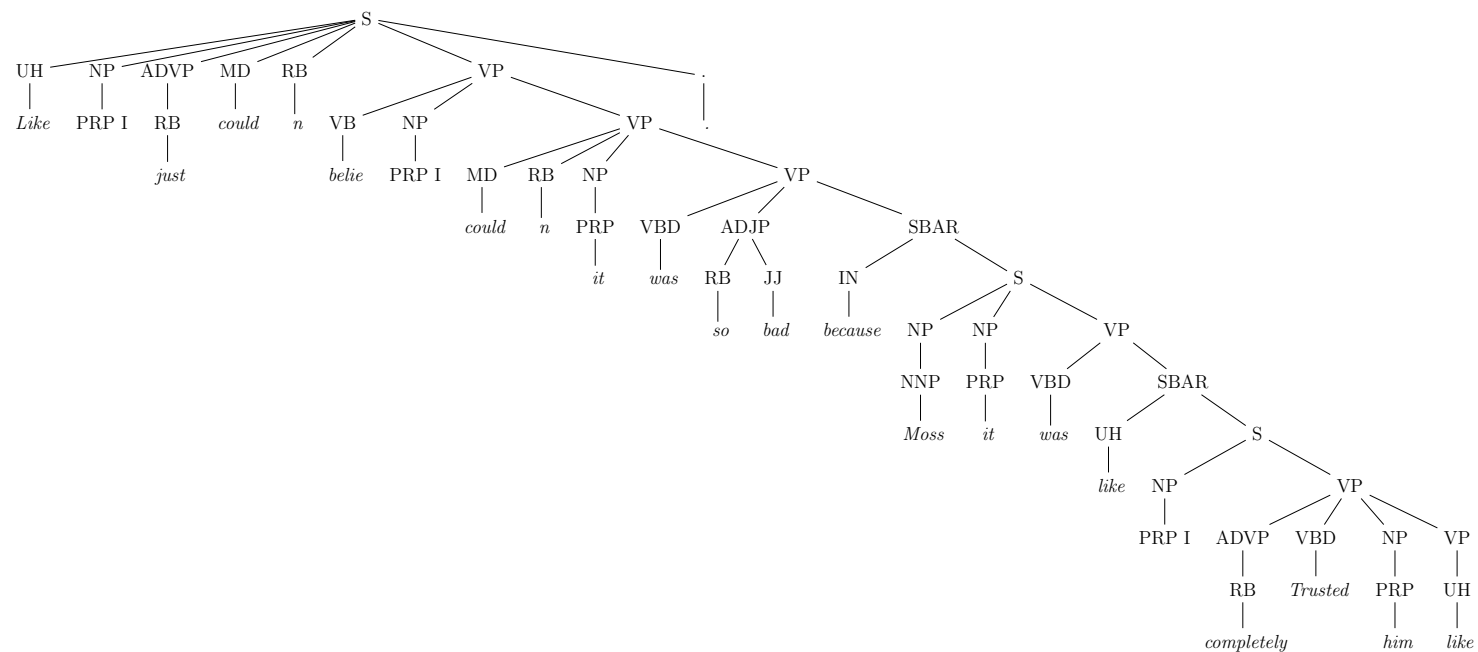 S
UH NP ADVP MD RB VP .
Like PRP I RB could n VB NP VP .
just belie PRP I MD RB NP VP
could n PRP VBD ADJP SBAR
it was RB JJ IN S
so bad because NP NP VP
NNP PRP VBD SBAR
Moss it was UH S
like NP VP
PRP I ADVP VBD NP VP
RB Trusted PRP UH
completely him like